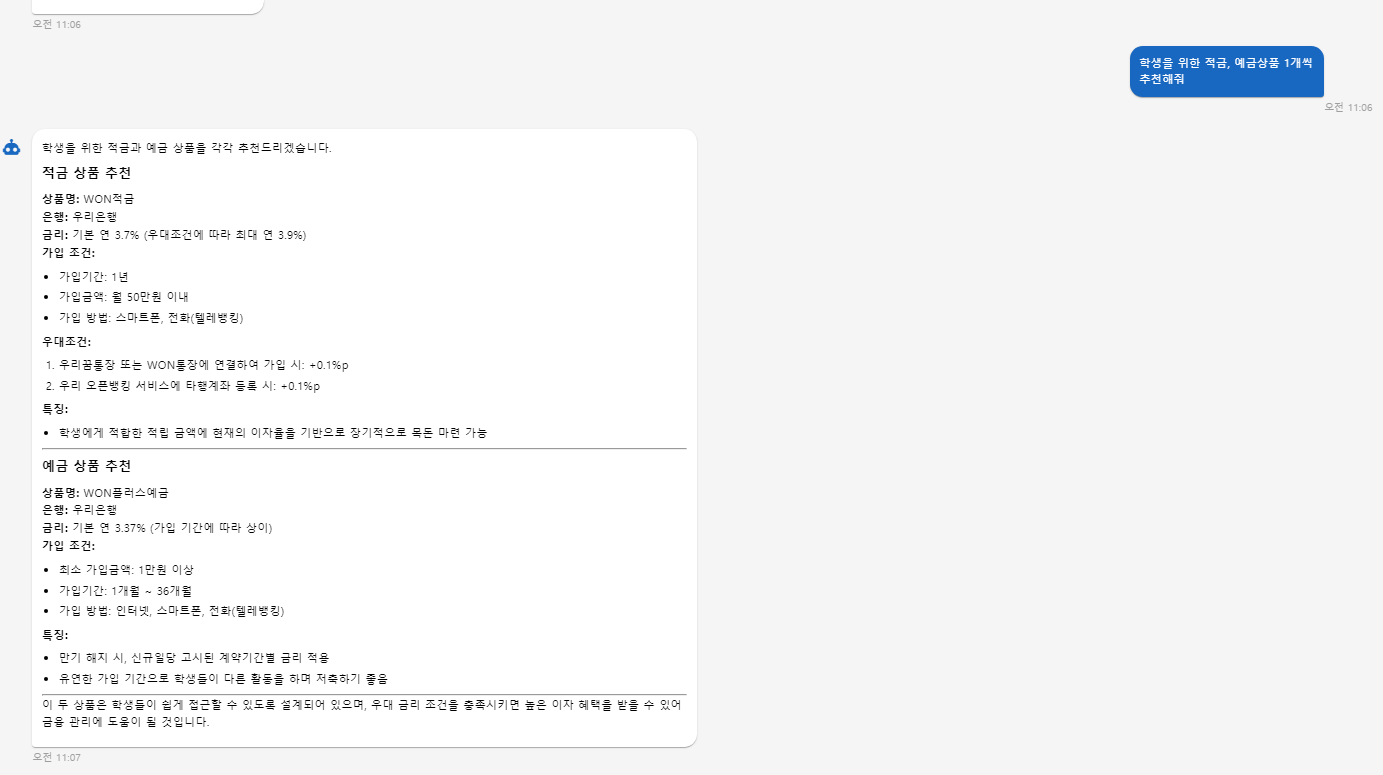 오전 11:06
학생을 위한 적금, 예금상품 1개씩
추천해줘
오전 11:06
학생을 위한 적금과 예금 상품을 각각 추천드리겠습니다.
적금 상품 추천
상품명: WON적금
은행: 우리은행
금리: 기본 연 3.7% (우대조건에 따라 최대 연 3.9%)
가입 조건:
• 가입기간: 1년
• 가입금액: 월 50만원 이내
• 가입 방법: 스마트폰, 전화(텔레뱅킹)
우대조건:
1. 우리꿈통장 또는 WON통장에 연결하여 가입 시: +0.1%p
2. 우리 오픈뱅킹 서비스에 타행계좌 등록 시: +0.1%p
특징:
• 학생에게 적합한 적립 금액에 현재의 이자율을 기반으로 장기적으로 목돈 마련 가능
예금 상품 추천
상품명: WON플러스예금
은행: 우리은행
금리: 기본 연 3.37% (가입 기간에 따라 상이)
가입 조건:
• 최소 가입금액: 1만원 이상
• 가입기간: 1개월 ~ 36개월
• 가입 방법: 인터넷, 스마트폰, 전화(텔레뱅킹)
특징:
• 만기 해지 시, 신규일당 고시된 계약기간별 금리 적용
• 유연한 가입 기간으로 학생들이 다른 활동을 하며 저축하기 좋음
이 두 상품은 학생들이 쉽게 접근할 수 있도록 설계되어 있으며, 우대 금리 조건을 충족시키면 높은 이자 혜택을 받을 수 있어
금융 관리에 도움이 될 것입니다.
오전 11:07